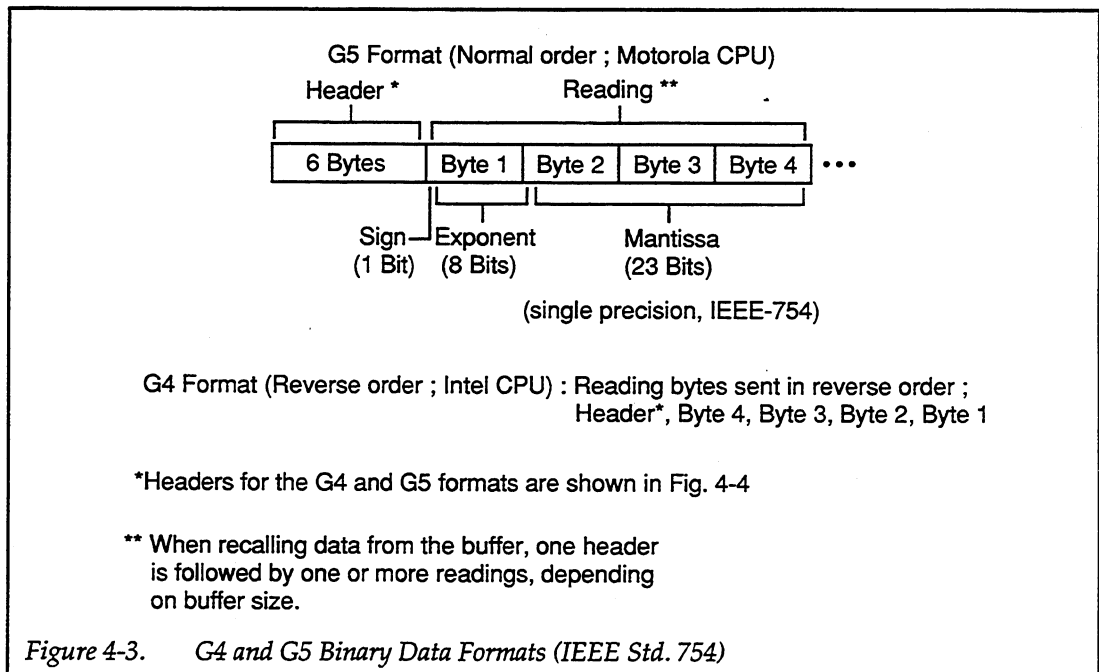 G5 Format (Normal order ; Motorola CPU)
Header * Reading **
6 Bytes Byte 1 Byte 2 Byte 3 Byte 4 •••
Sign Exponent Mantissa
(1 Bit) (8 Bits) (23 Bits)
(single precision, IEEE-754)
G4 Format (Reverse order ; Intel CPU) : Reading bytes sent in reverse order ;
Header*, Byte 4, Byte 3, Byte 2, Byte 1
*Headers for the G4 and G5 formats are shown in Fig. 4-4
** When recalling data from the buffer, one header
is followed by one or more readings, depending
on buffer size.
Figure 4-3. G4 and G5 Binary Data Formats (IEEE Std. 754)